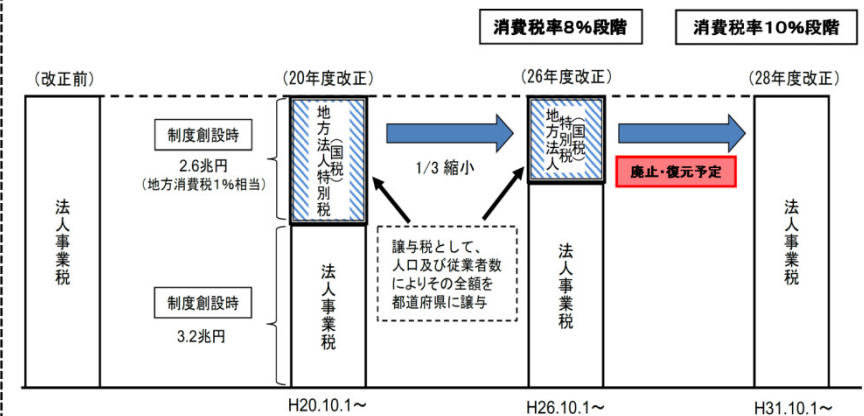 消費税率8％段階
消費税率10％段階
（改正前）
（20年度改正）
（26年度改正）
（28年度改正）
法人事業税
制度創設時
2.6兆円
（地方消費税1％相当）
制度創設時
3.2兆円
地方法人特別税
（国税）
法人事業税
1/3 縮小
譲与税として、
人口及び従業者数
によりその全額を
都道府県に譲与
地方法人
特別税
（国税）
法人事業税
廃止・復元予定
法人事業税
H20.10.1～
H26.10.1～
H31.10.1～